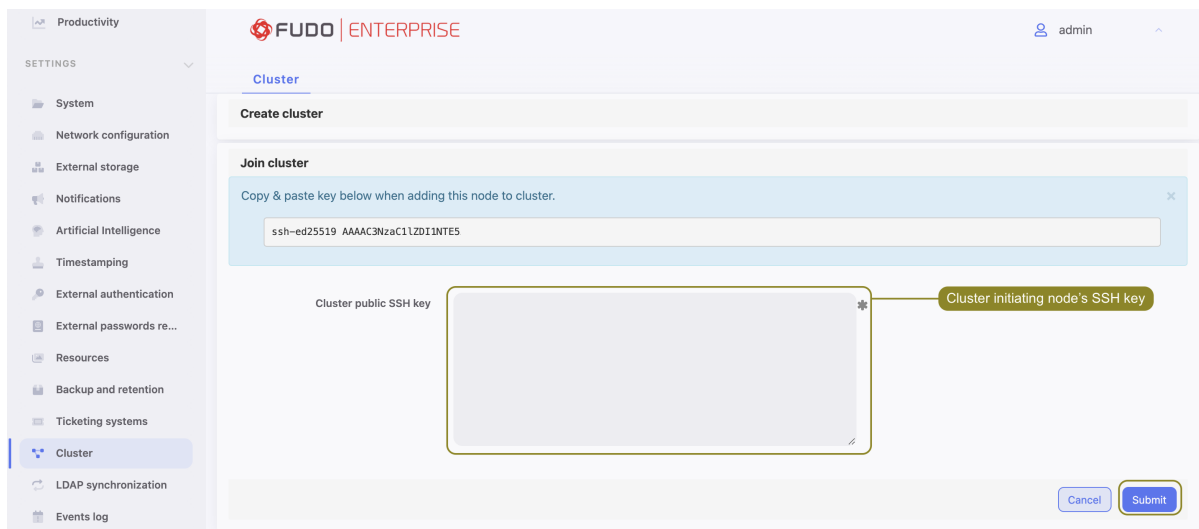 Productivity
FUDO ENTERPRISE
admin
SETTINGS
Cluster
System
Network configuration
External storage
Notifications
Artificial Intelligence
Timestamping
External authentication
External passwords re...
Resources
Backup and retention
Ticketing systems
Cluster
LDAP synchronization
Events log
Create cluster
Join cluster
Copy & paste key below when adding this node to cluster.
ssh-ed25519 AAAAC3NzaC1lZDI1NTE5
Cluster public SSH key
Cluster initiating node's SSH key
Cancel
Submit